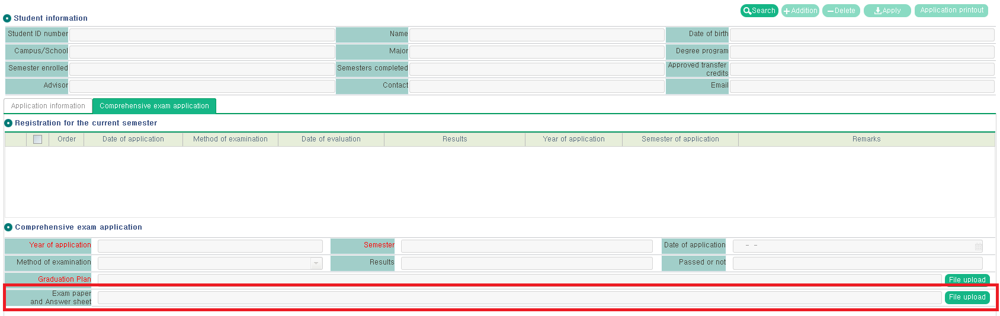 Search
Addition
Delete
Apply
Application printout
Student information
Student ID number
Name
Date of birth
Campus/School
Major
Degree program
Semester enrolled
Semesters completed
Approved transfer
credits
Advisor
Contact
Email
Application information
Comprehensive exam application
Registration for the current semester
Order
Date of application
Method of examination
Date of evaluation
Results
Year of application
Semester of application
Remarks
Comprehensive exam application
Year of application
Semester
Date of application
- -
Method of examination
Results
Passed or not
Graduation Plan
File upload
Exam paper
and Answer sheet
File upload